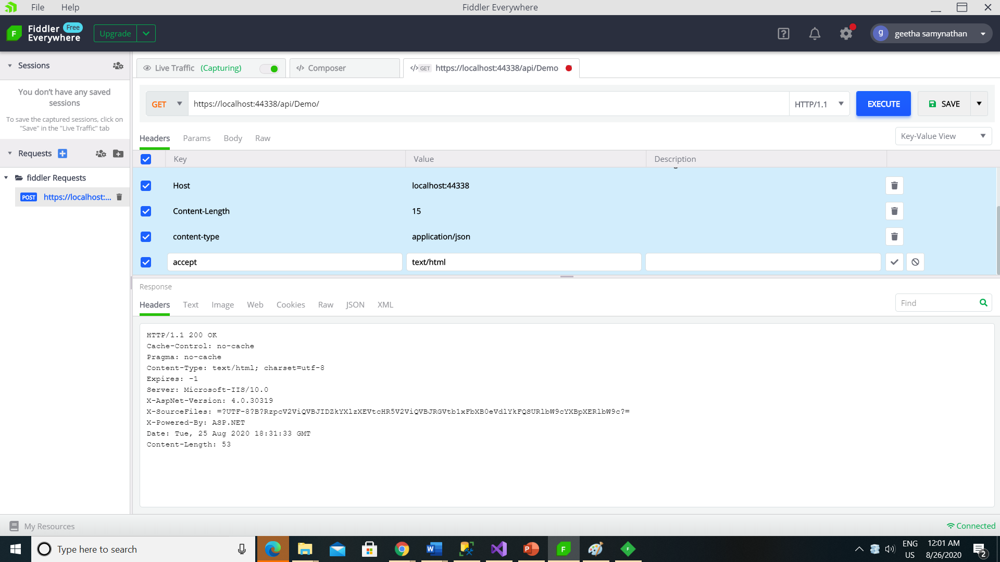 File Help Fiddler Everywhere
Fiddler Everywhere Free Upgrade g geetha samynathan
Sessions
Live Traffic (Capturing) Composer GET https://localhost:44338/api/Demo
You don't have any saved sessions
To save the captured sessions, click on "Save" in the "Live Traffic" tab
GET https://localhost:44338/api/Demo/ HTTP/1.1 EXECUTE SAVE
Headers Params Body Raw Key-Value View
Requests
fiddler Requests
POST https://localhost:...
Key Value Description
Host localhost:44338
Content-Length 15
content-type application/json
accept text/html
Response
Headers Text Image Web Cookies Raw JSON XML Find
HTTP/1.1 200 OK
Cache-Control: no-cache
Pragma: no-cache
Content-Type: text/html; charset=utf-8
Expires: -1
Server: Microsoft-IIS/10.0
X-AspNet-Version: 4.0.30319
X-SourceFiles:
X-Powered-By: ASP.NET
Date: Tue, 25 Aug 2020 18:31:33 GMT
Content-Length: 53
My Resources Connected
Type here to search ENG US 12:01 AM 8/26/2020 2